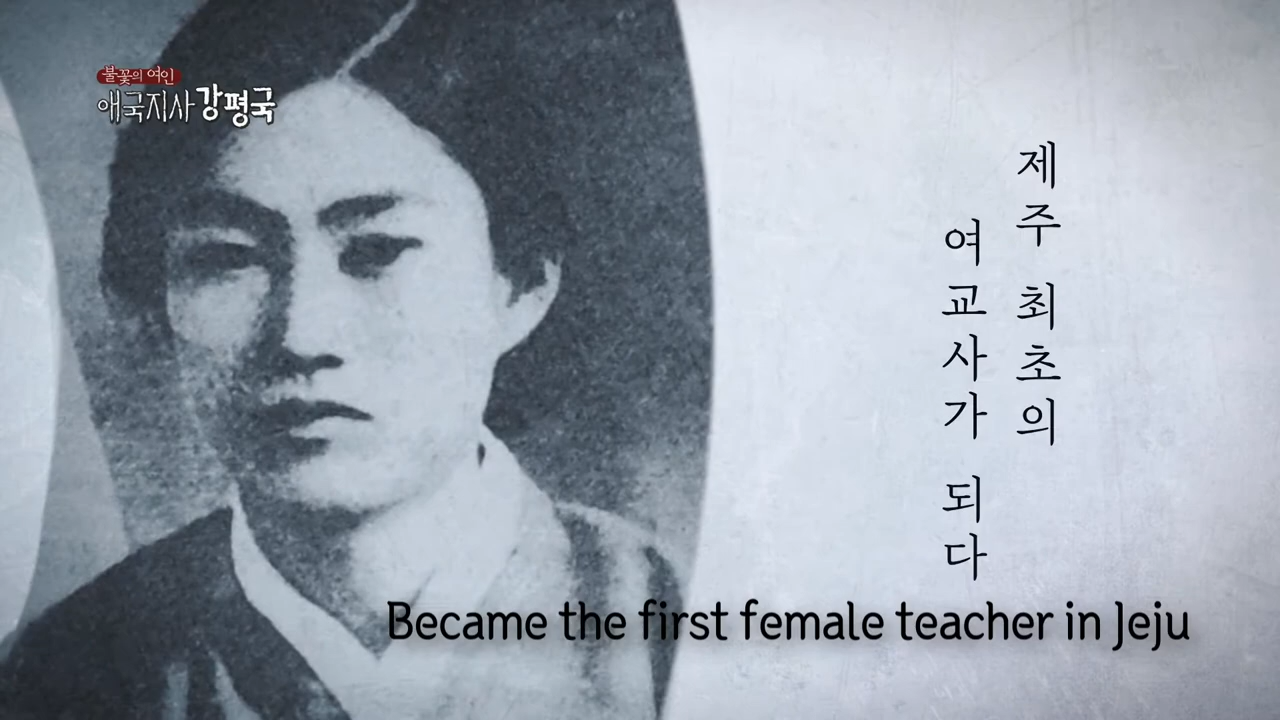 불꽃의 여인
애국지사 강평국
제주 최초의
여교사가 되다
Became the first female teacher in Jeju